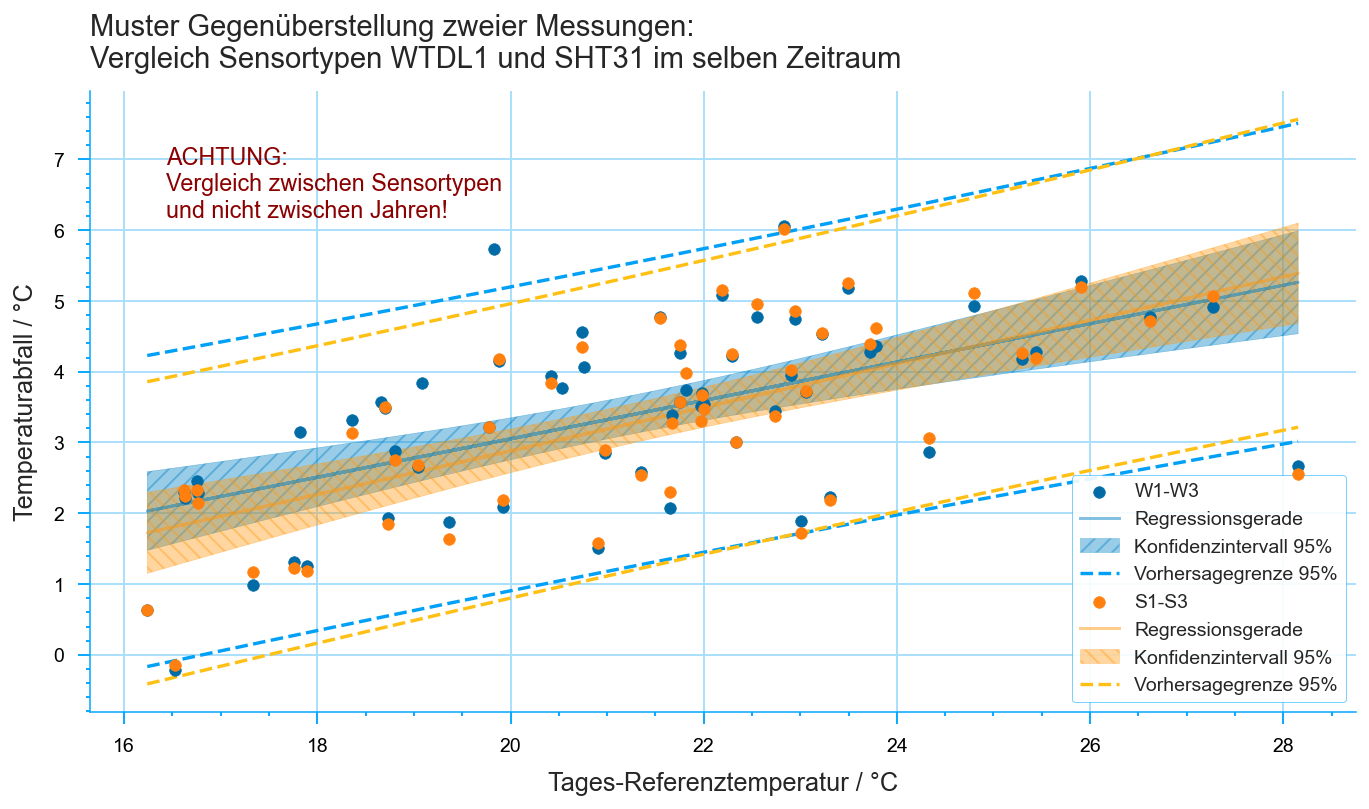 Muster Gegenüberstellung zweier Messungen:
Vergleich Sensortypen WTDL1 und SHT31 im selben Zeitraum
ACHTUNG:
Vergleich zwischen Sensortypen
und nicht zwischen Jahren!
Temperaturabfall / °C
7
6
5
4
3
2
1
0
W1-W3
Regressionsgerade
Konfidenzintervall 95%
Vorhersagegrenze 95%
S1-S3
Regressionsgerade
Konfidenzintervall 95%
Vorhersagegrenze 95%
16 18 20 22 24 26 28
Tages-Referenztemperatur / °C